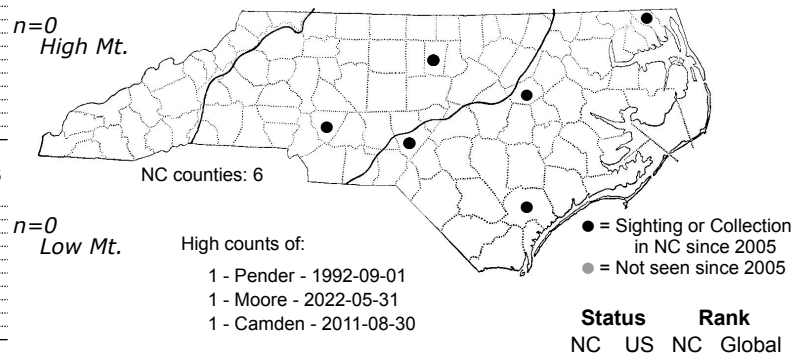 n=0
High Mt.
NC counties: 6
n=0
Low Mt.
High counts of:
1 - Pender - 1992-09-01
1 - Moore - 2022-05-31
1 - Camden - 2011-08-30
= Sighting or Collection
in NC since 2005
= Not seen since 2005
Status Rank
NC US NC Global